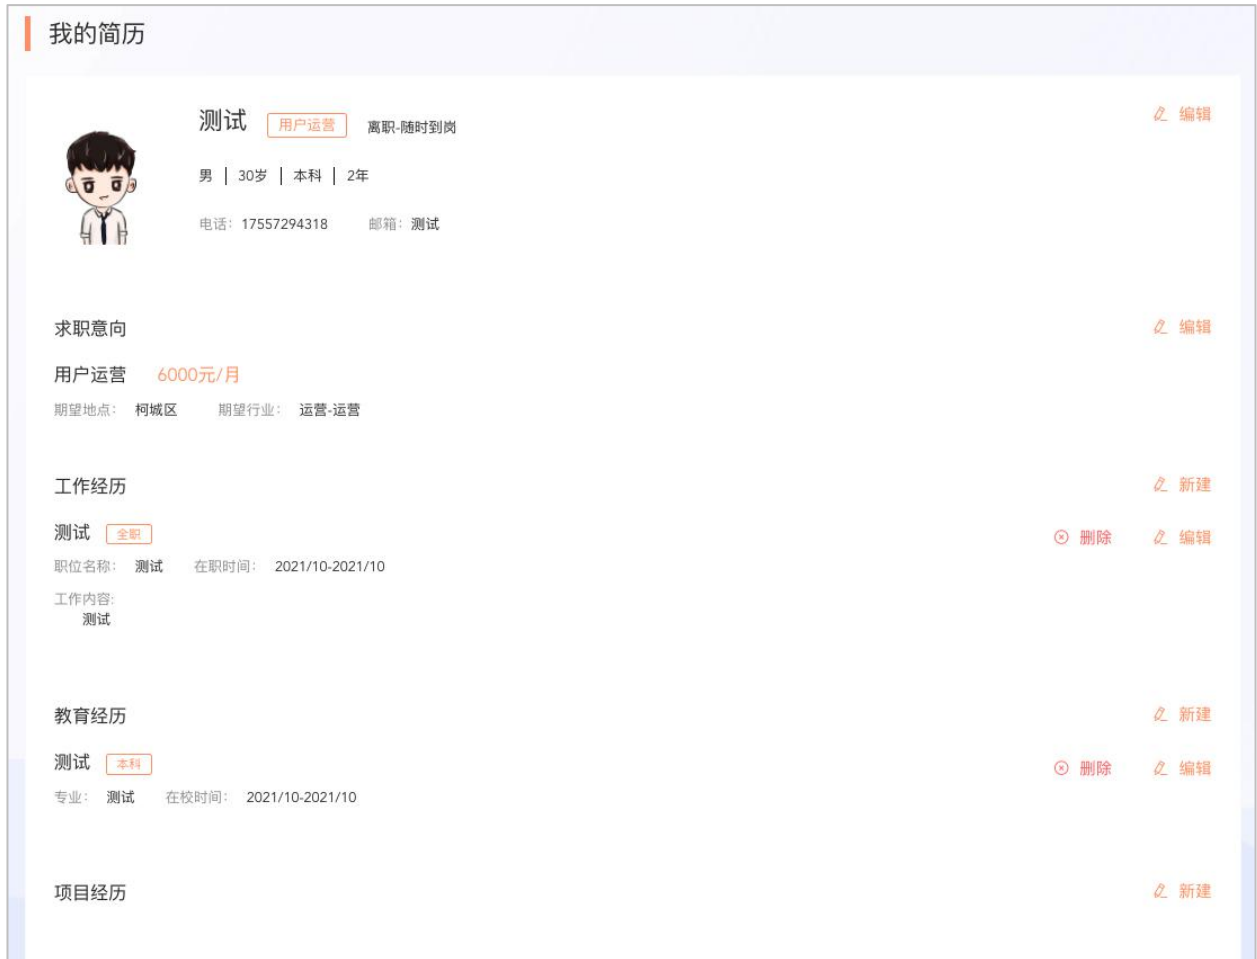 我的简历
测试 用户运营 离职-随时到岗 编辑
男 | 30岁 | 本科 | 2年
电话: 17557294318 邮箱: 测试
求职意向 编辑
用户运营 6000元/月
期望地点: 柯城区 期望行业: 运营-运营
工作经历 新建
测试 全职 删除 编辑
职位名称: 测试 在职时间: 2021/10-2021/10
工作内容:
测试
教育经历 新建
测试 本科 删除 编辑
专业: 测试 在校时间: 2021/10-2021/10
项目经历 新建